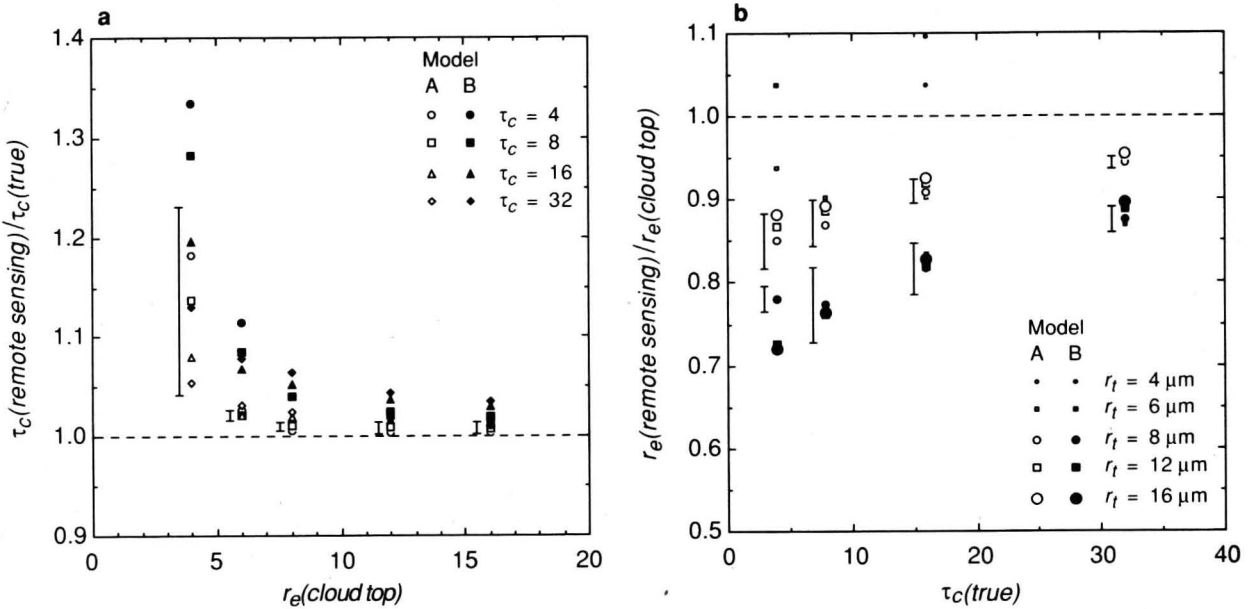 a
1.4
1.3
1.2
1.1
1.0
0.9
0
5
10
15
20
τc(remote sensing)/τc(true)
re(cloud top)
Model
A B
τc = 4
τc = 8
τc = 16
τc = 32
b
1.1
1.0
0.9
0.8
0.7
0.6
0.5
0
10
20
30
40
re(remote sensing)/re(cloud top)
τc(true)
Model
A B
rt = 4 µm
rt = 6 µm
rt = 8 µm
rt = 12 µm
rt = 16 µm